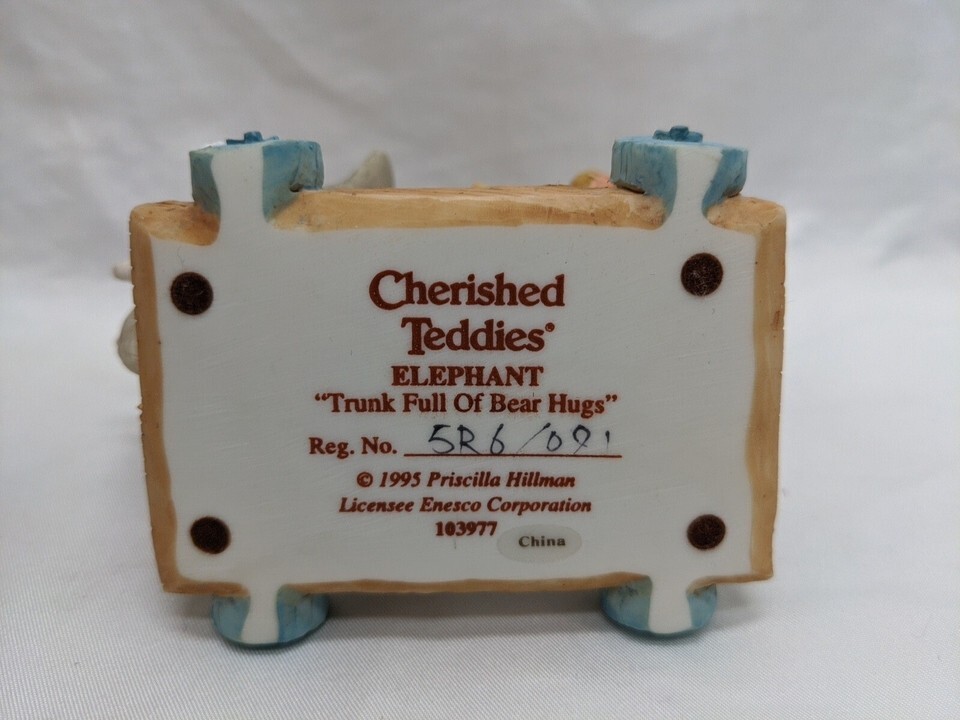 Cherished
Teddies®
ELEPHANT
“Trunk Full Of Bear Hugs”
Reg. No. 5R6/091
© 1995 Priscilla Hillman
Licensee Enesco Corporation
103977
China